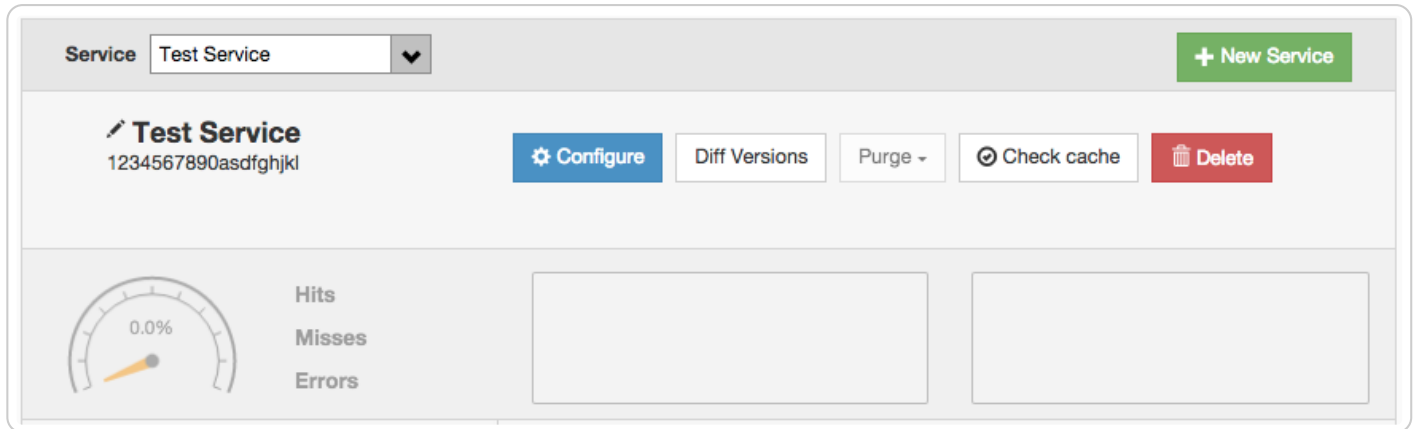 Service Test Service New Service
Test Service
1234567890asdfghjkl
Configure Diff Versions Purge Check cache Delete
0.0%
Hits
Misses
Errors